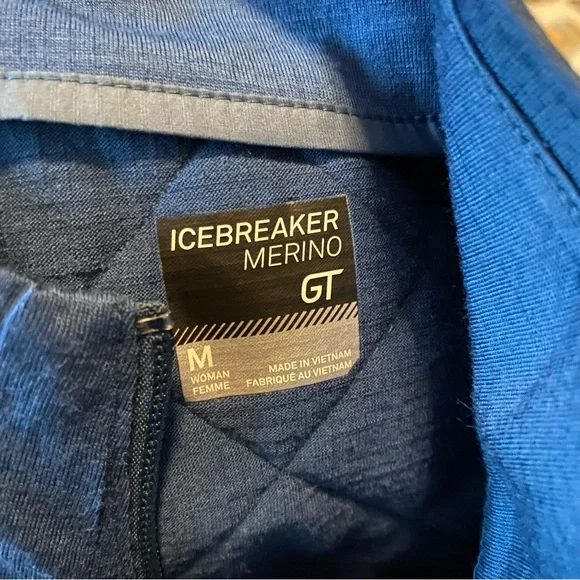 ICEBREAKER
MERINO
GT
M
WOMAN
FEMME
MADE IN VIETNAM
FABRIQUÉ AU VIETNAM